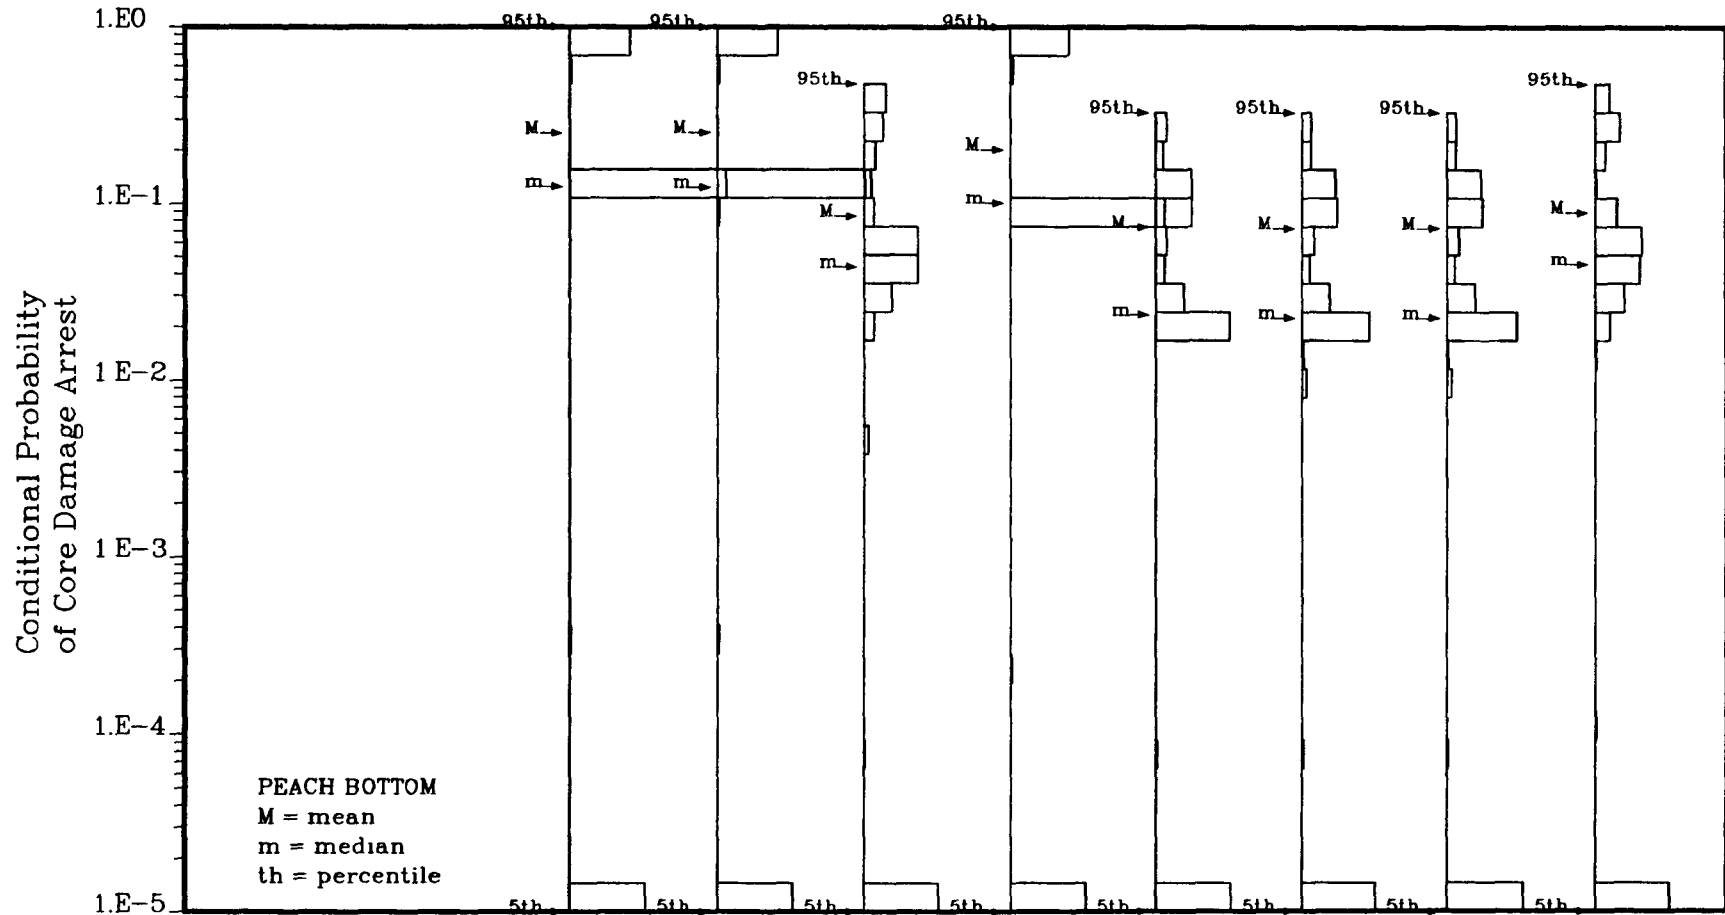 1.E0
95th
95th
95th
95th
95th
95th
95th
95th
M
M
M
m
m
1.E-1
m
M
M
M
M
M
m
m
m
m
m
Conditional Probability
of Core Damage Arrest
1.E-2
1.E-3
1.E-4
PEACH BOTTOM
M = mean
m = median
th = percentile
1.E-5
5th
5th
5th
5th
5th
5th
5th
5th